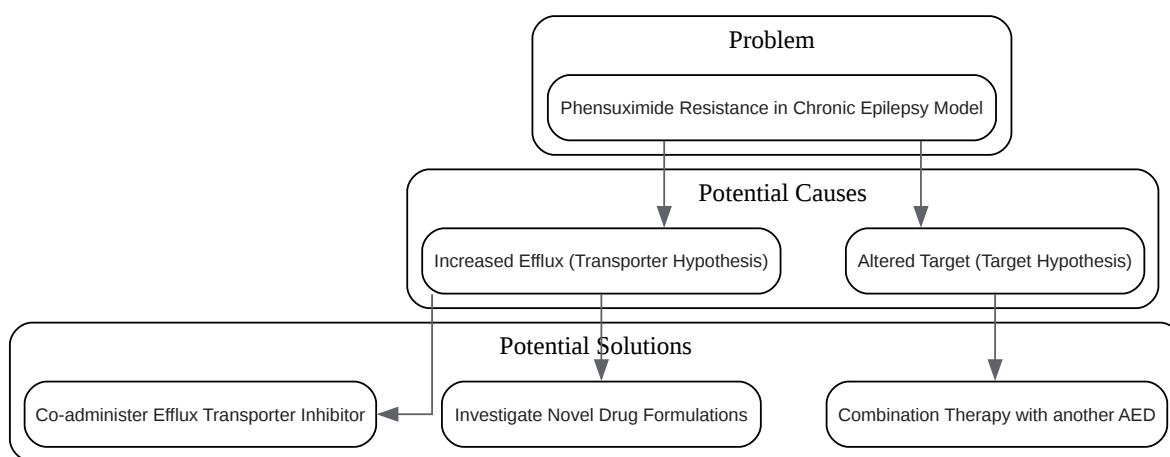 Problem
Phensuximide Resistance in Chronic Epilepsy Model
Potential Causes
Increased Efflux (Transporter Hypothesis)
Altered Target (Target Hypothesis)
Potential Solutions
Co-administer Efflux Transporter Inhibitor
Investigate Novel Drug Formulations
Combination Therapy with another AED